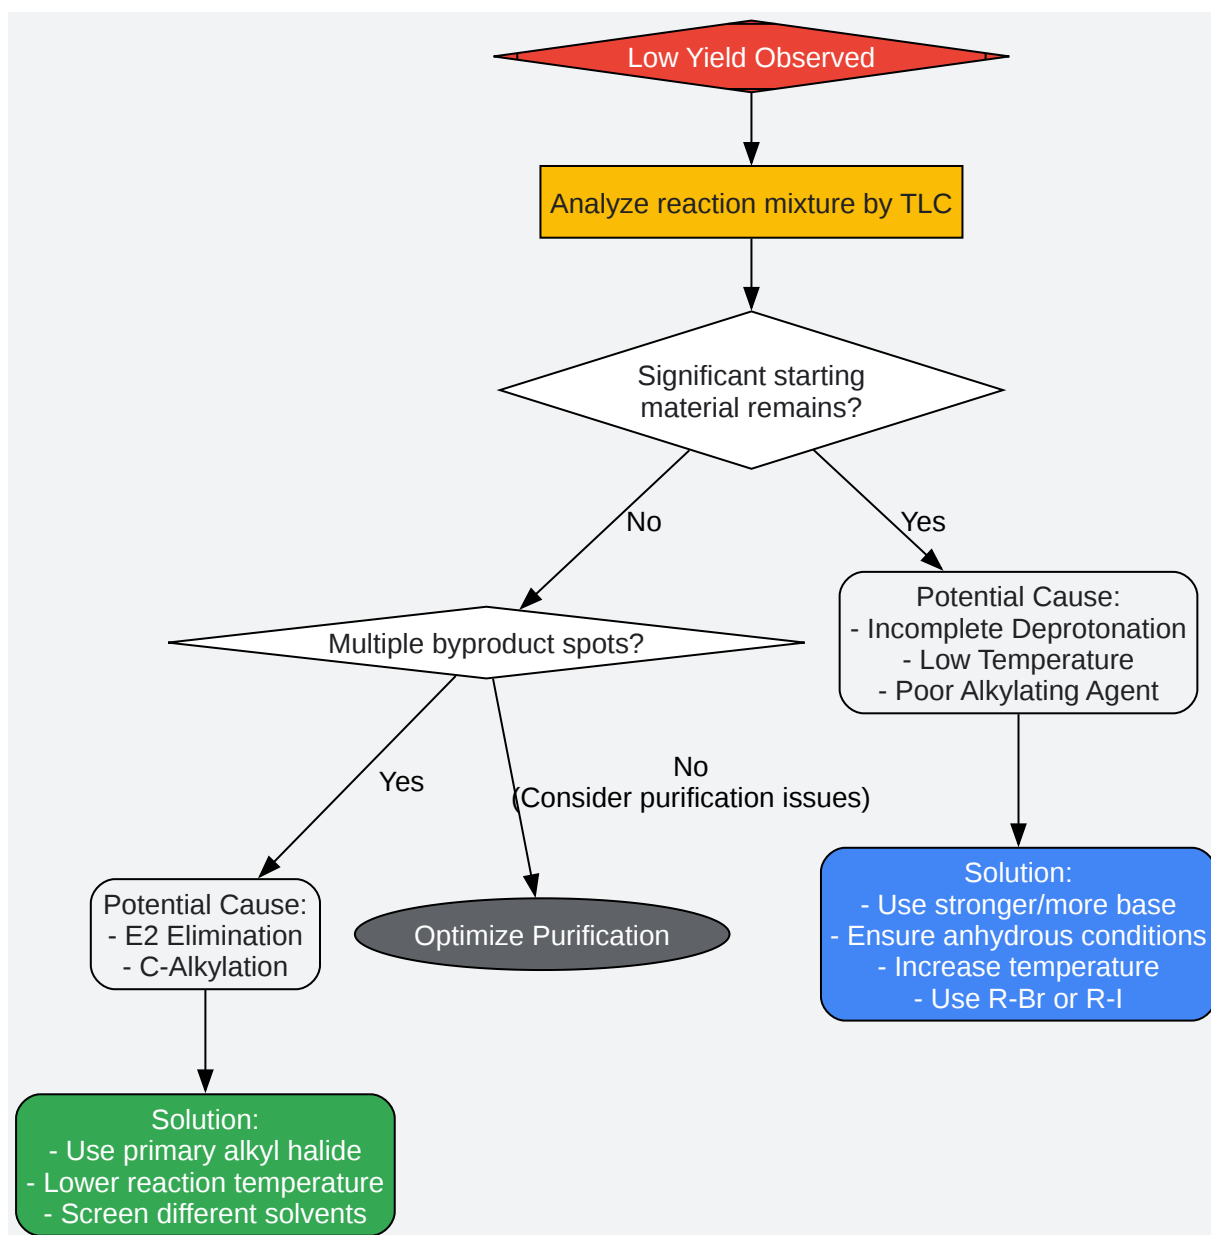 Low Yield Observed
Analyze reaction mixture by TLC
Significant starting
material remains?
No
Yes
Potential Cause:
- Incomplete Deprotonation
- Low Temperature
- Poor Alkylating Agent
Multiple byproduct spots?
Yes
No
(Consider purification issues)
Solution:
- Use stronger/more base
- Ensure anhydrous conditions
- Increase temperature
- Use R-Br or R-I
Potential Cause:
- E2 Elimination
- C-Alkylation
Optimize Purification
Solution:
- Use primary alkyl halide
- Lower reaction temperature
- Screen different solvents